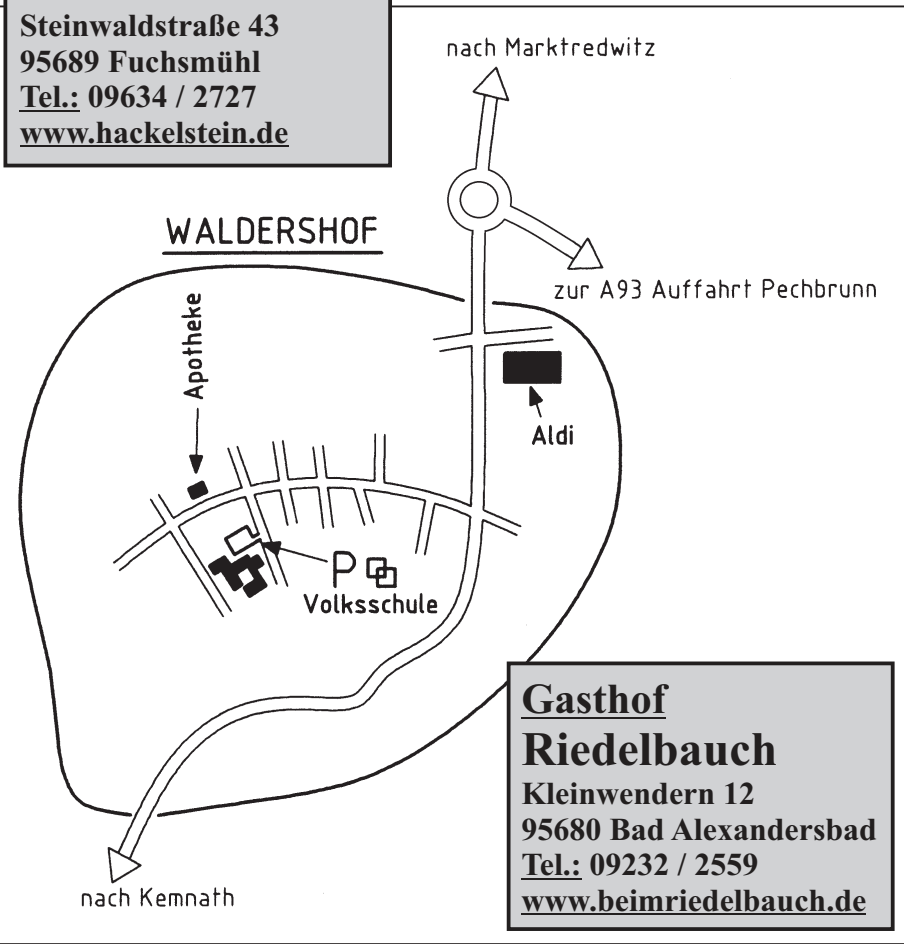 Steinwaldstraße 43
95689 Fuchsmühl
Tel.: 09634 / 2727
www.hackelstein.de
nach Marktredwitz
WALDERSHOF
zur A93 Auffahrt Pechbrunn
Apotheke
Aldi
P
Volksschule
Gasthof
Riedelbauch
Kleinwendern 12
95680 Bad Alexandersbad
Tel.: 09232 / 2559
www.beimriedelbauch.de
nach Kemnath